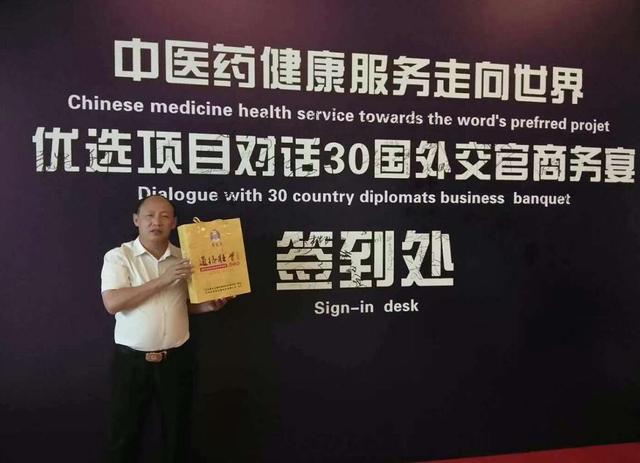 中医药健康服务走向世界
Chinese medicine health service towards the word's prefrred projet
优选项目对话30国外交官商务宴
Dialogue with 30 country diplomats business banquet
签到处
Sign-in desk